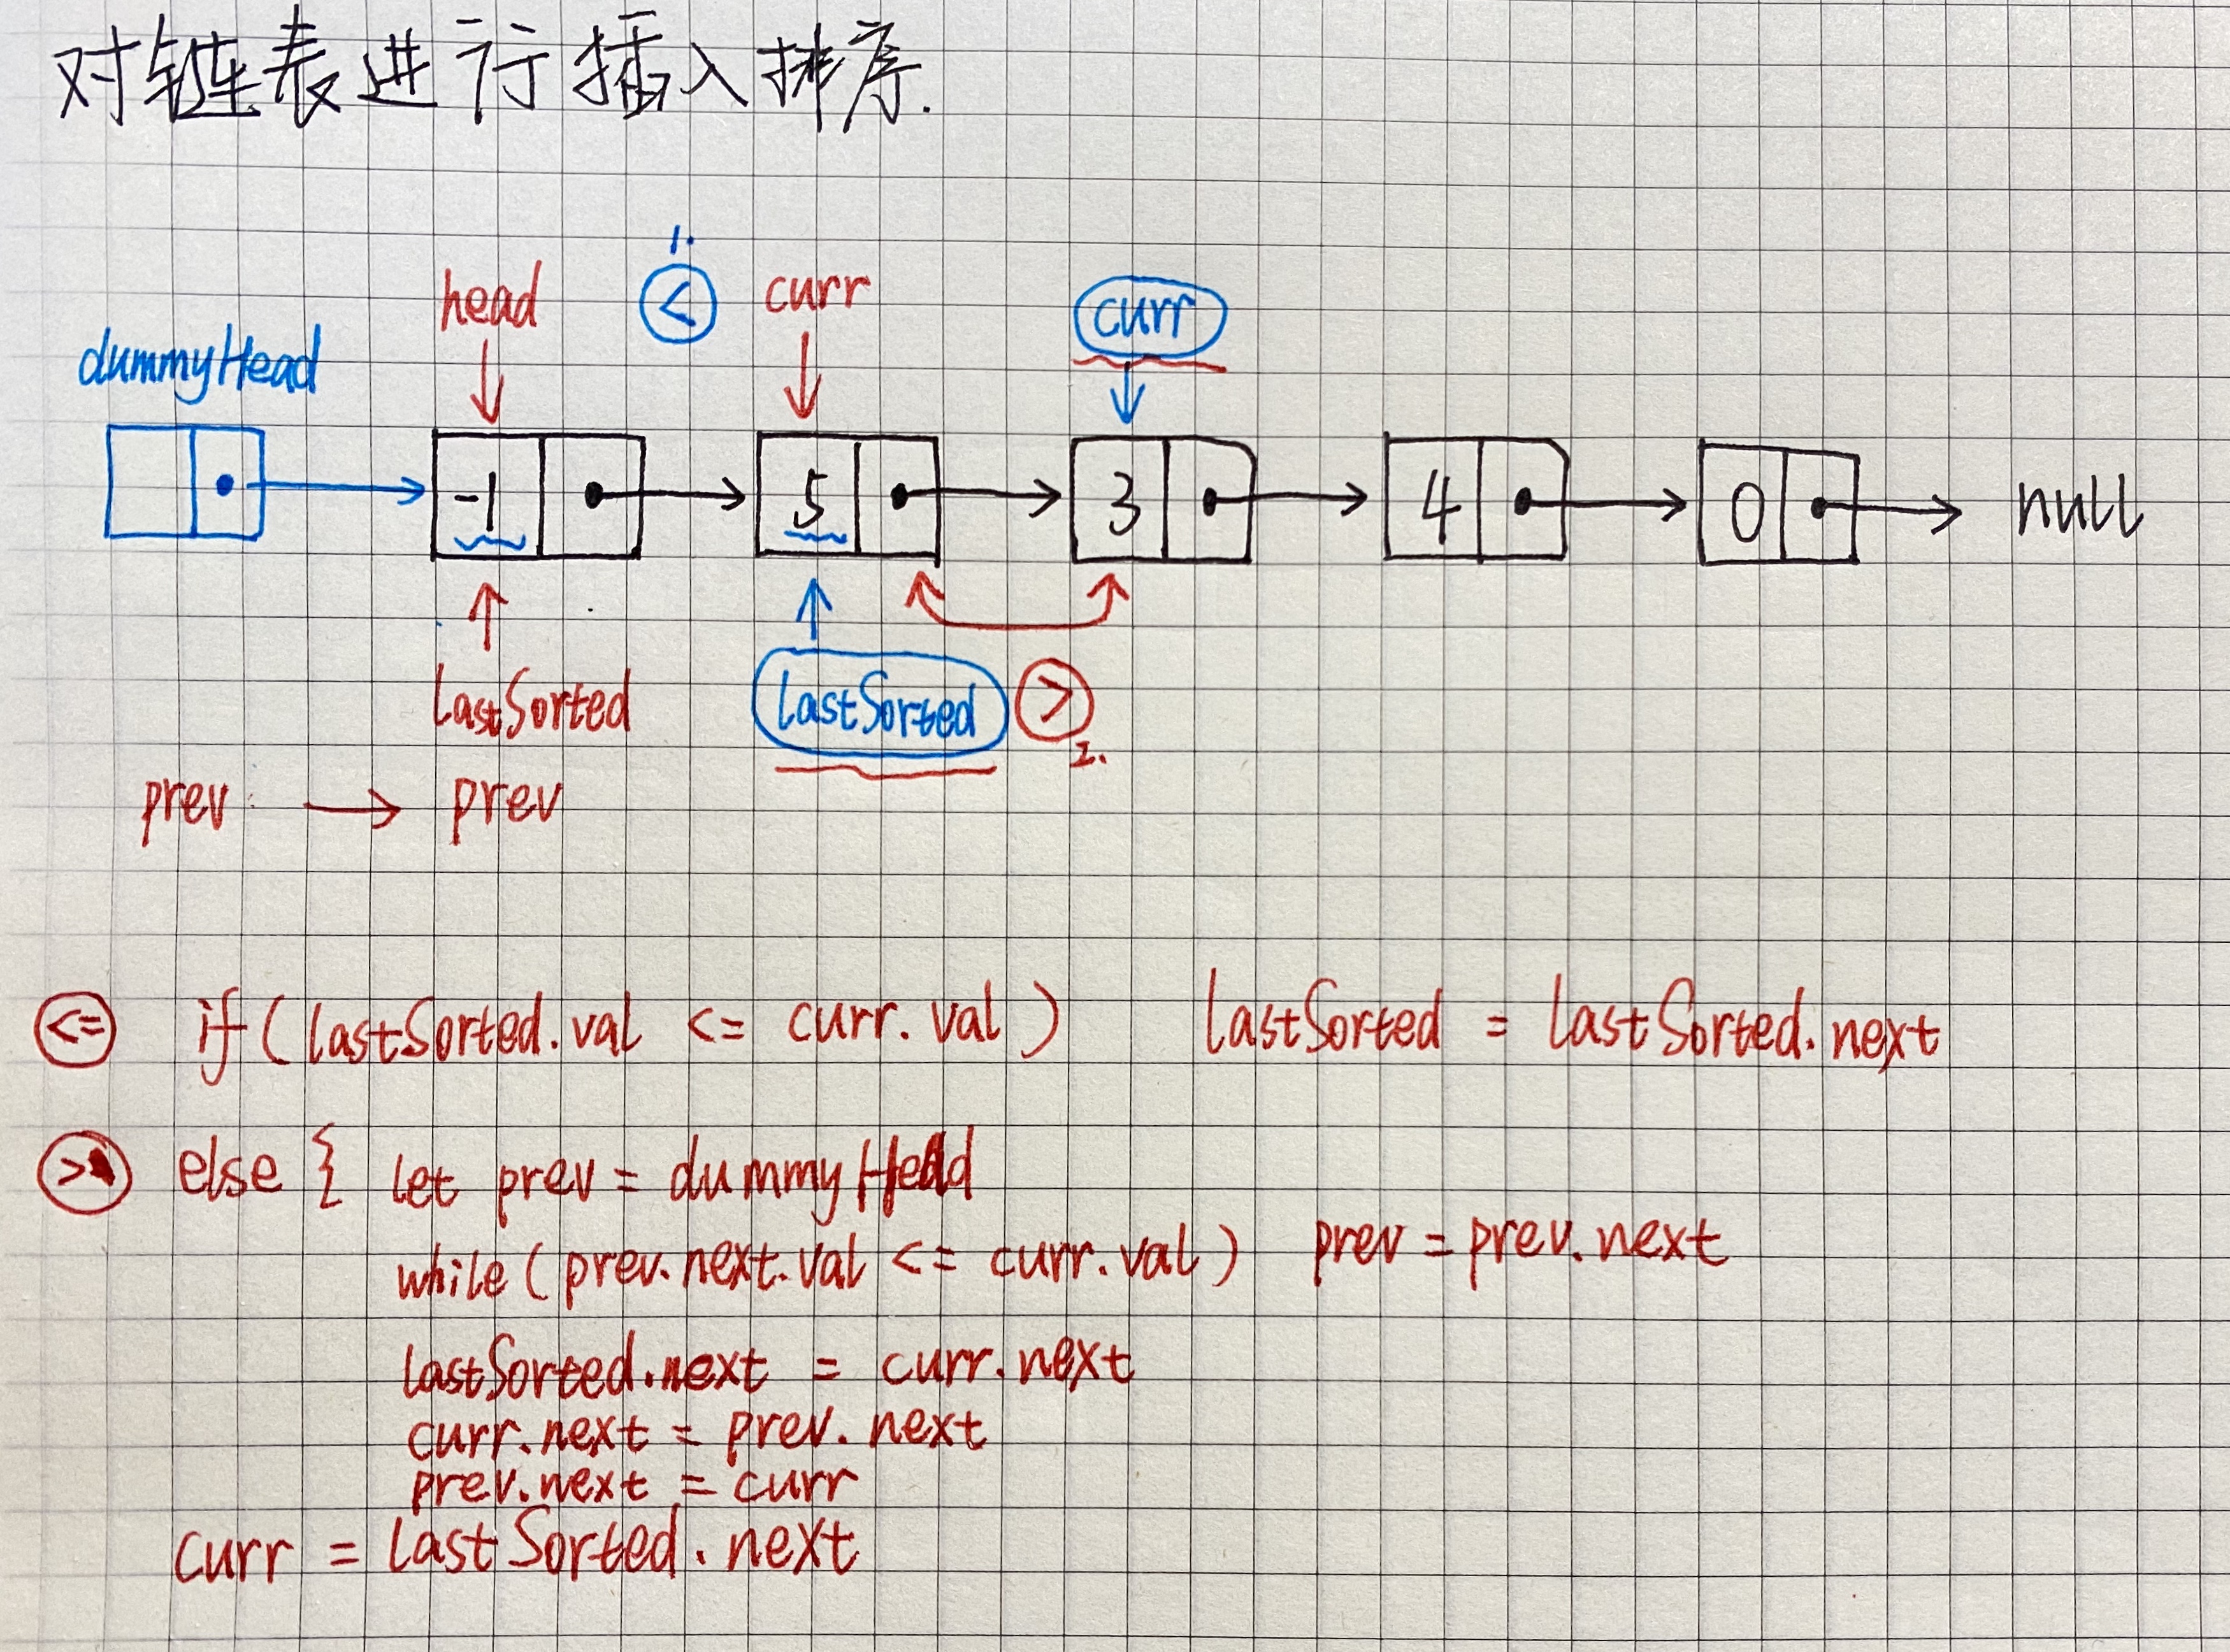 对链表进行插入排序.
1.
head < curr curr
dummyHead
-1 5 3 4 0 null
lastSorted lastSorted >
2.
prev → prev
<= if ( lastSorted.val <= curr.val ) lastSorted = lastSorted.next
> else { let prev = dummyHead
while ( prev.next.val <= curr.val ) prev = prev.next
lastSorted.next = curr.next
curr.next = prev.next
prev.next = curr
curr = lastSorted.next